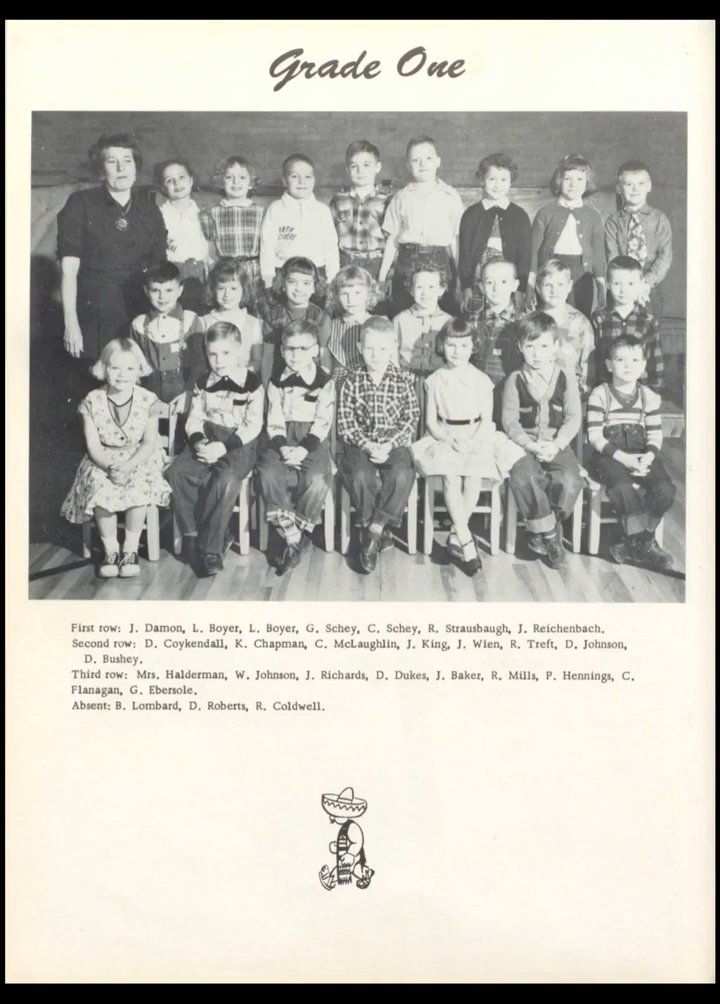 Grade One
First row: J. Damon, L. Boyer, L. Boyer, G. Schey, C. Schey, R. Strausbaugh, J. Reichenbach.
Second row: D. Coykendall, K. Chapman, C. McLaughlin, J. King, J. Wien, R. Treft, D. Johnson,
D. Bushey.
Third row: Mrs. Halderman, W. Johnson, J. Richards, D. Dukes, J. Baker, R. Mills, P. Hennings, C.
Flanagan, G. Ebersole.
Absent: B. Lombard, D. Roberts, R. Coldwell.